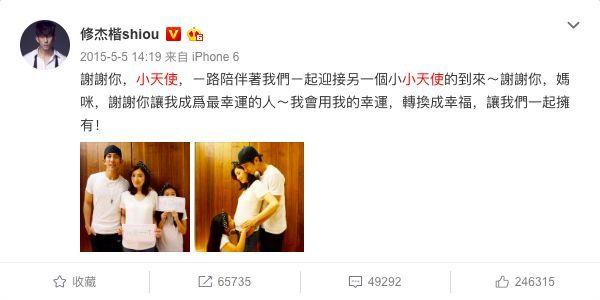 修杰楷shiou
2015-5-5 14:19 来自 iPhone 6
謝謝你，小天使，一路陪伴著我們一起迎接另一個小小天使的到來～謝謝你，媽
咪，謝謝你讓我成爲最幸運的人～我會用我的幸運，轉換成幸福，讓我們一起擁
有！
收藏
65735
49292
246315